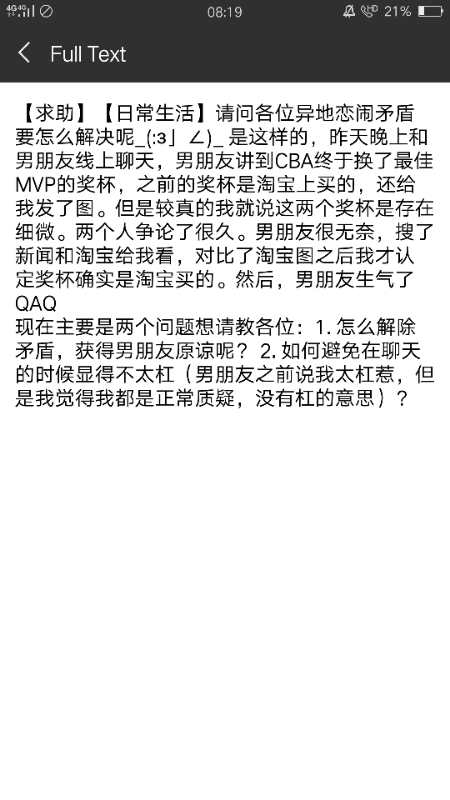 4G 4G 08:19 HD 21%
Full Text
【求助】【日常生活】请问各位异地恋闹矛盾
要怎么解决呢_(:з」∠)_ 是这样的，昨天晚上和
男朋友线上聊天，男朋友讲到CBA终于换了最佳
MVP的奖杯，之前的奖杯是淘宝上买的，还给
我发了图。但是较真的我就说这两个奖杯是存在
细微。两个人争论了很久。男朋友很无奈，搜了
新闻和淘宝给我看，对比了淘宝图之后我才认
定奖杯确实是淘宝买的。然后，男朋友生气了
QAQ
现在主要是两个问题想请教各位：1. 怎么解除
矛盾，获得男朋友原谅呢？ 2. 如何避免在聊天
的时候显得不太杠（男朋友之前说我太杠惹，但
是我觉得我都是正常质疑，没有杠的意思）？